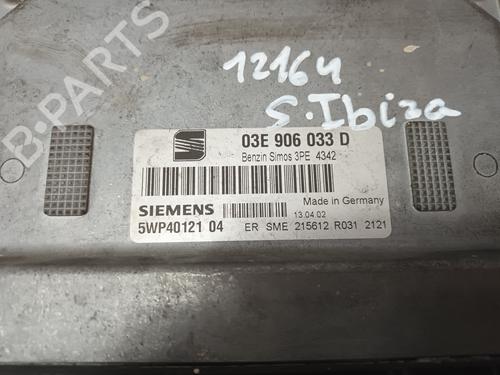 12164
S. Ibiza
03E 906 033 D
Benzin Simos 3PE 4342
SIEMENS
Made in Germany
13.04.02
5WP40121 04
ER SME 215612 R031 2121
B-PARTS